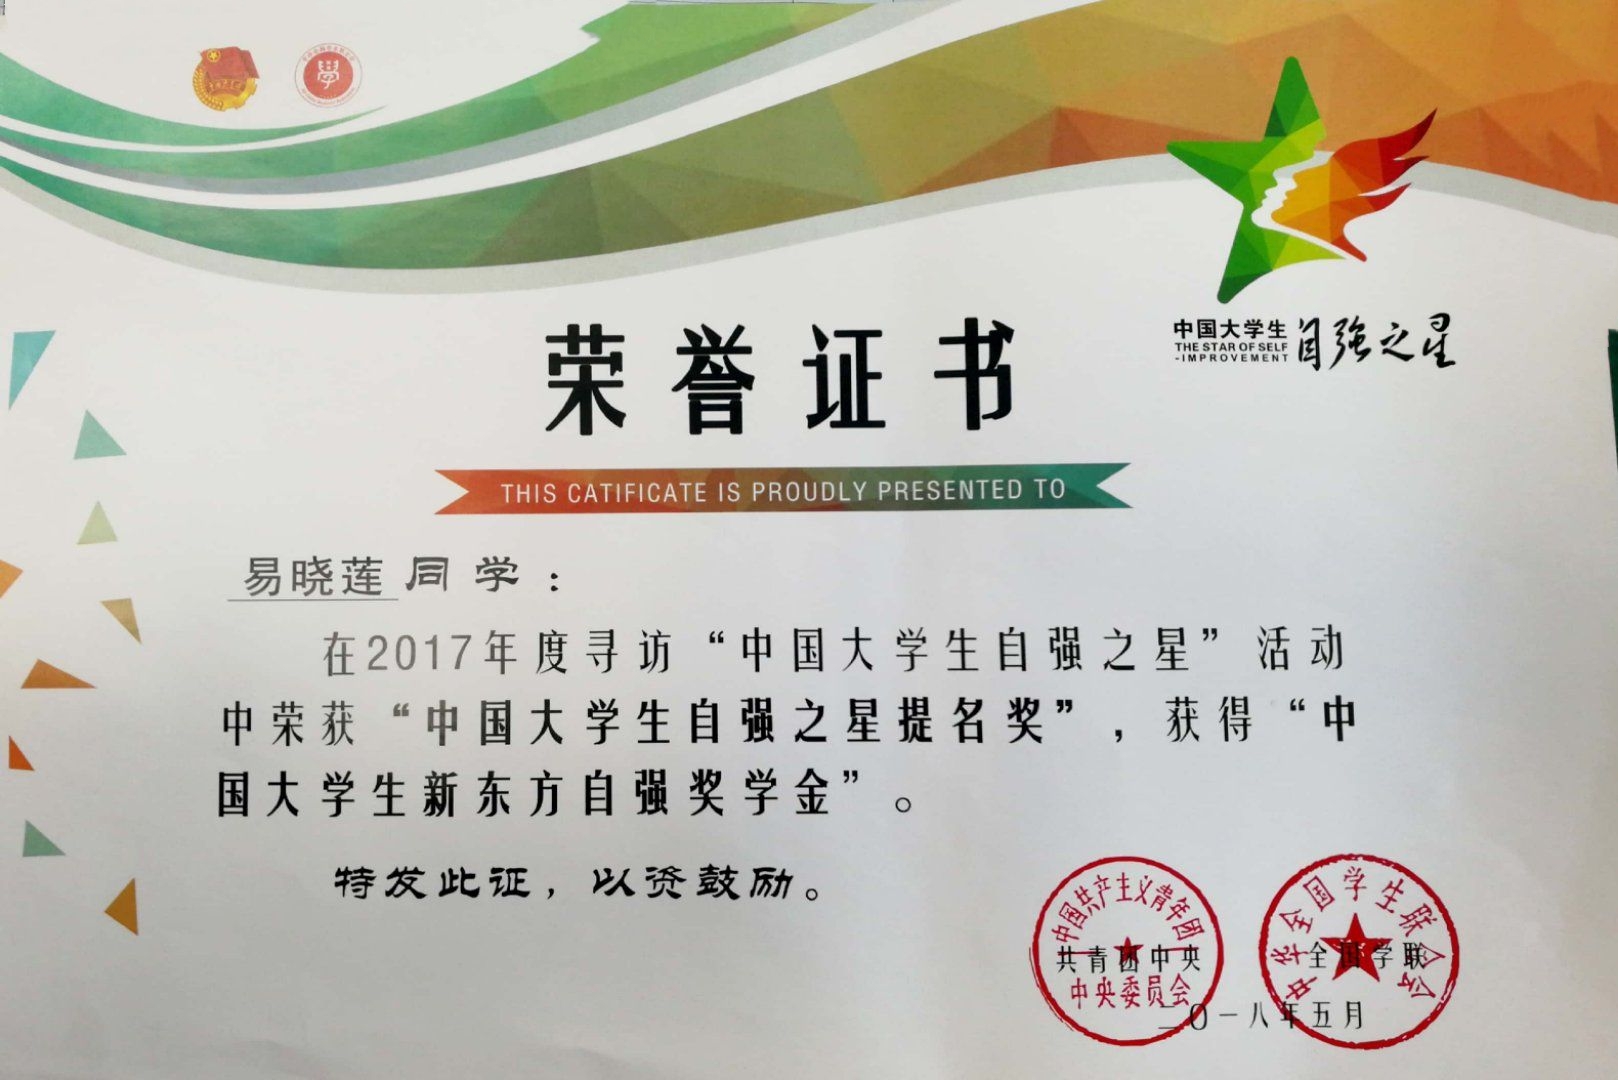 中国大学生
THE STAR OF SELF
-IMPROVEMENT
自强之星
荣誉证书
THIS CATIFICATE IS PROUDLY PRESENTED TO
易晓莲 同学：
在2017年度寻访“中国大学生自强之星”活动
中荣获“中国大学生自强之星提名奖”，获得“中
国大学生新东方自强奖学金”。
特发此证，以资鼓励。
中国共产主义青年团
中央委员会
中华全国学生联合会
共青团中央
全国学联
二〇一八年五月